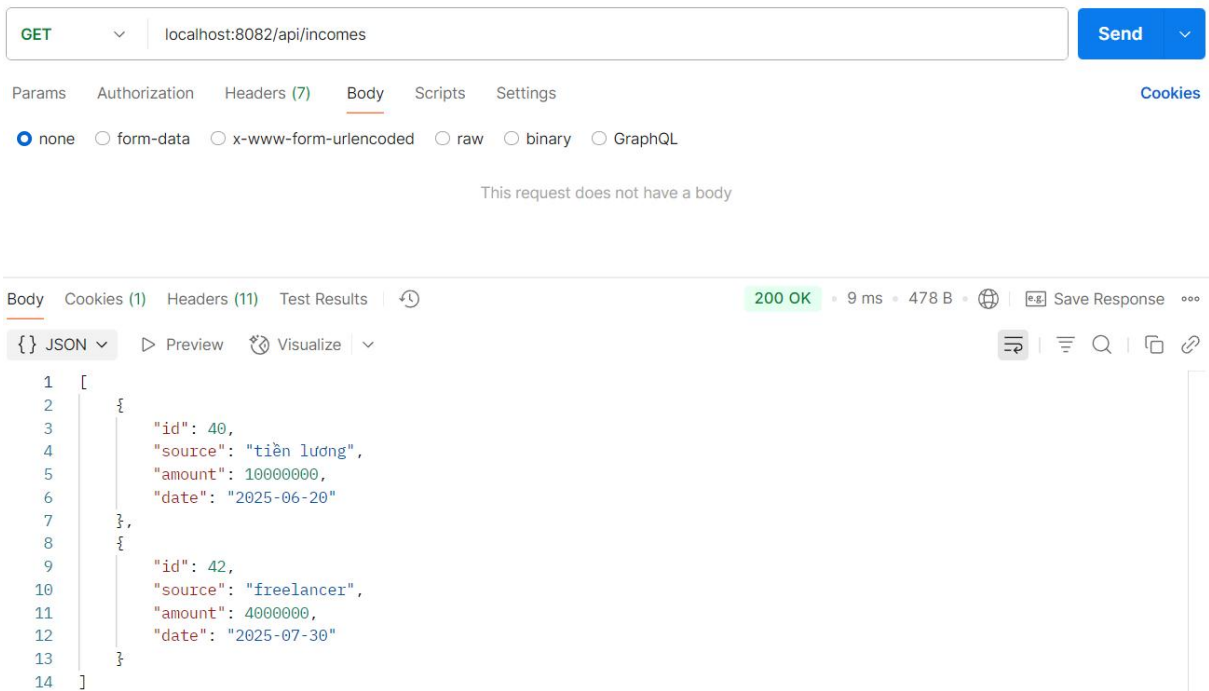 GET localhost:8082/api/incomes Send
Params Authorization Headers (7) Body Scripts Settings Cookies
none form-data x-www-form-urlencoded raw binary GraphQL
This request does not have a body
Body Cookies (1) Headers (11) Test Results 200 OK 9 ms 478 B e.g. Save Response
{} JSON Preview Visualize
1 [
2 {
3 "id": 40,
4 "source": "tiền lương",
5 "amount": 10000000,
6 "date": "2025-06-20"
7 },
8 {
9 "id": 42,
10 "source": "freelancer",
11 "amount": 4000000,
12 "date": "2025-07-30"
13 }
14 ]